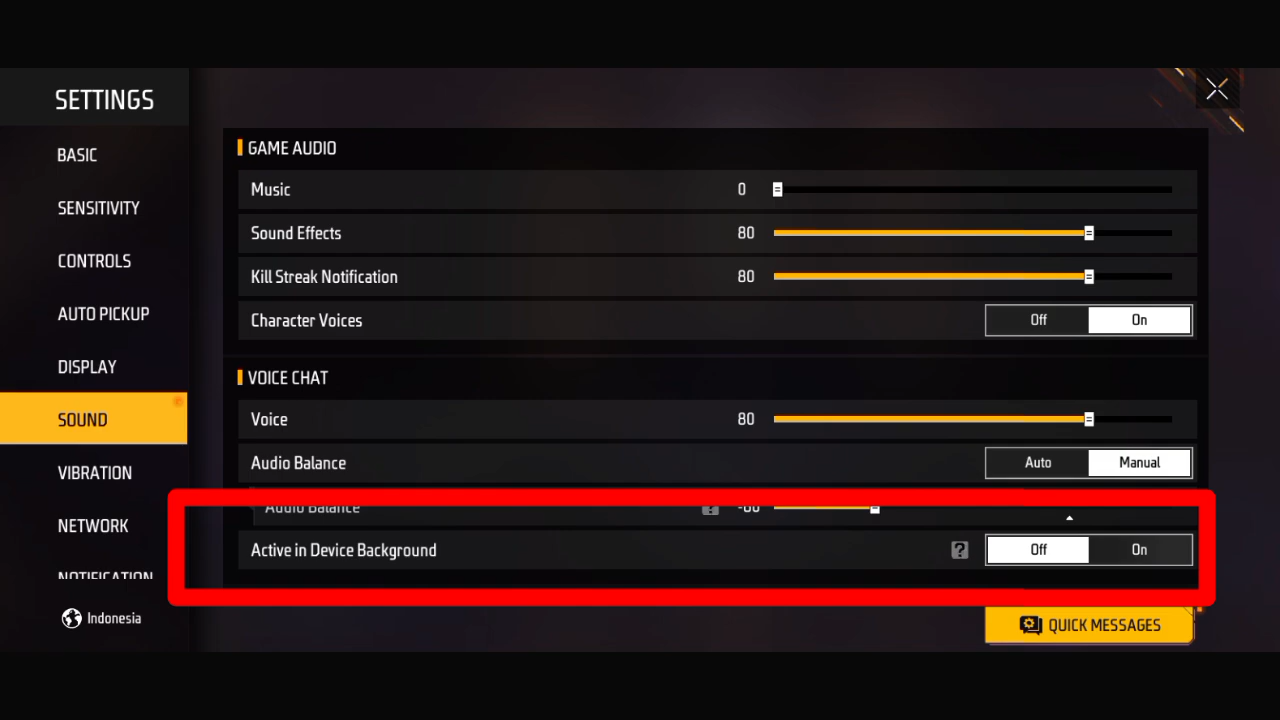 SETTINGS
BASIC
SENSITIVITY
CONTROLS
AUTO PICKUP
DISPLAY
SOUND
VIBRATION
NETWORK
NOTIFICATION
Indonesia
GAME AUDIO
Music 0
Sound Effects 80
Kill Streak Notification 80
Character Voices Off On
VOICE CHAT
Voice 80
Audio Balance Auto Manual
Audio Balance ?
Active in Device Background ? Off On
QUICK MESSAGES